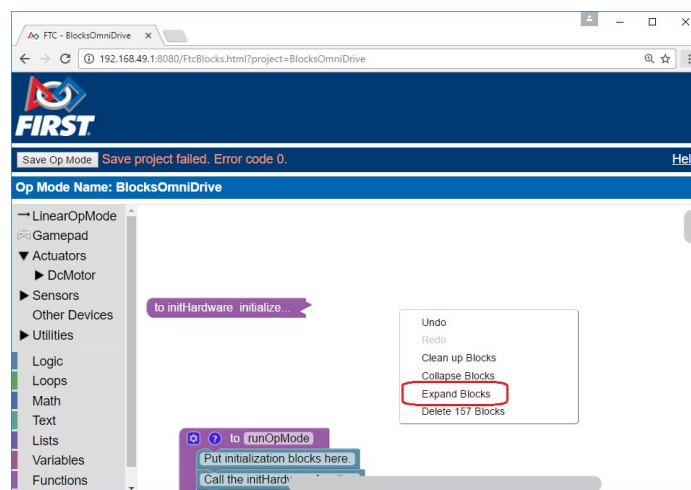 FTC - BlocksOmniDrive
192.168.49.1:8080/FtcBlocks.html?project=BlocksOmniDrive
FIRST
Save Op Mode Save project failed. Error code 0.
Hel
Op Mode Name: BlocksOmniDrive
LinearOpMode
Gamepad
Actuators
DcMotor
Sensors
Other Devices
Utilities
Logic
Loops
Math
Text
Lists
Variables
Functions
to initHardware initialize...
Undo
Redo
Clean up Blocks
Collapse Blocks
Expand Blocks
Delete 157 Blocks
to runOpMode
Put initialization blocks here.
Call the